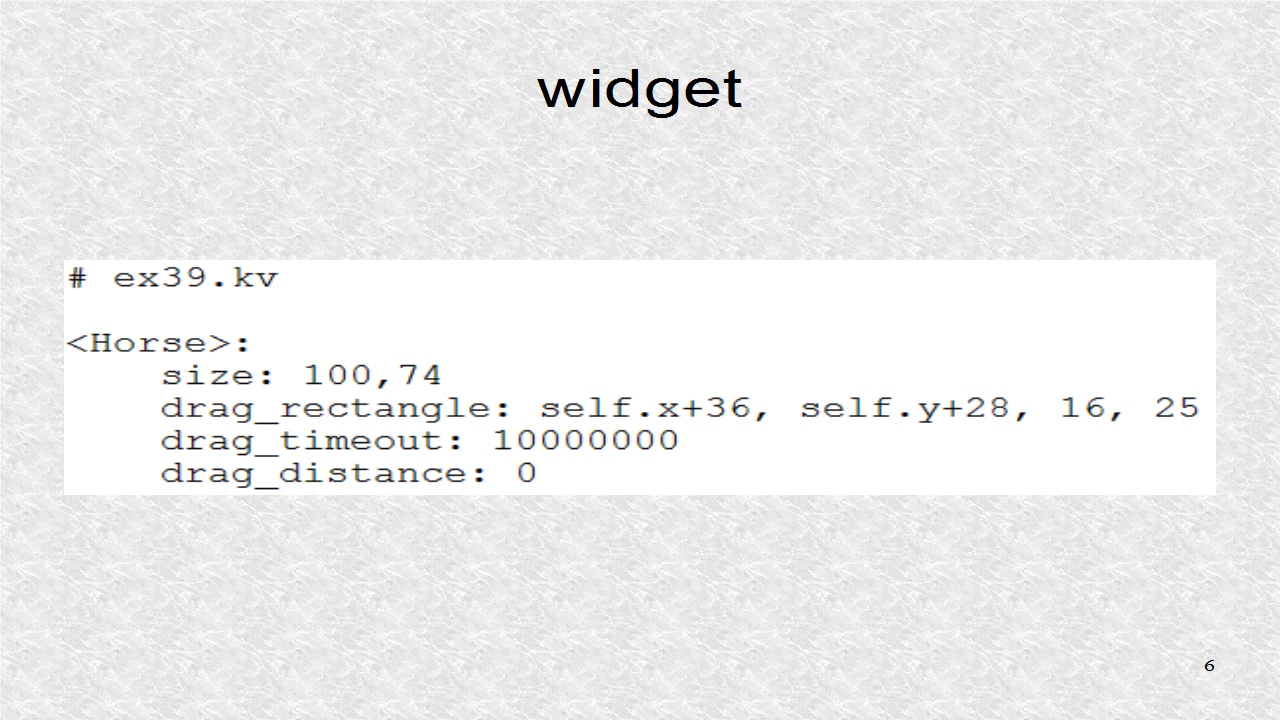 widget
# ex39.kv
<Horse>:
size: 100,74
drag_rectangle: self.x+36, self.y+28, 16, 25
drag_timeout: 10000000
drag_distance: 0
6